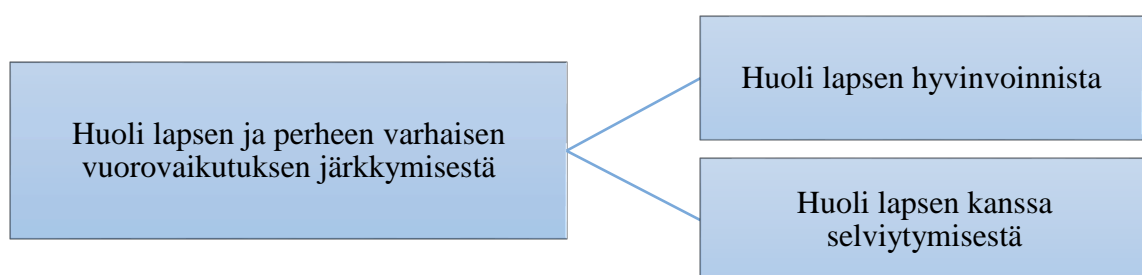 Huoli lapsen ja perheen varhaisen
vuorovaikutuksen järkkymisestä
Huoli lapsen hyvinvoinnista
Huoli lapsen kanssa
selviytymisestä